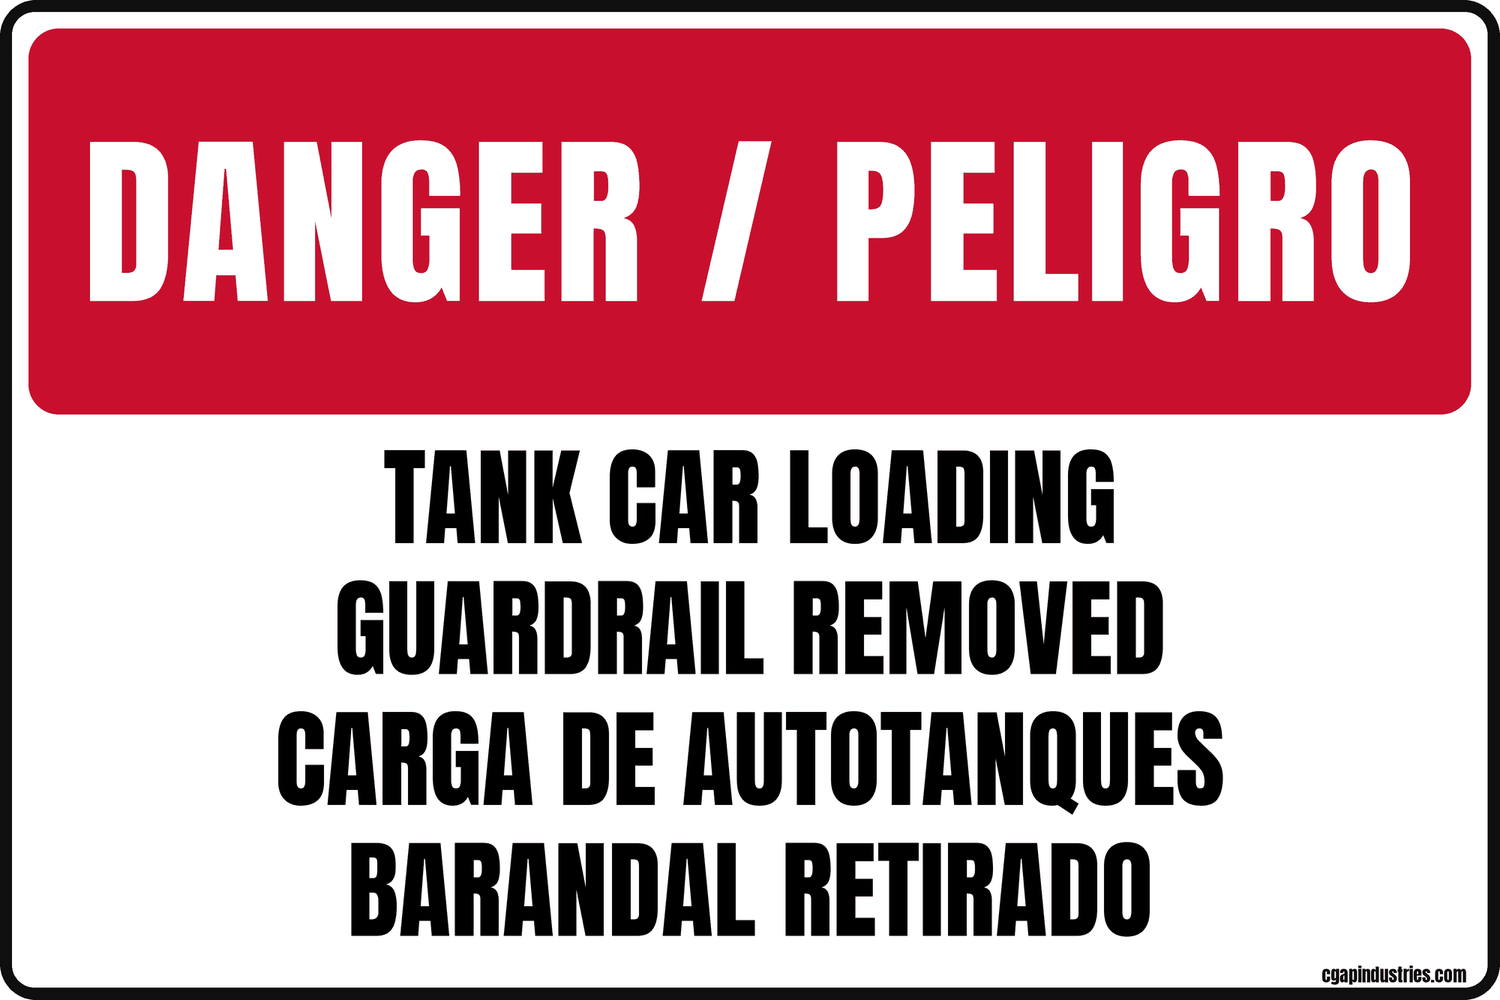 DANGER / PELIGRO
TANK CAR LOADING
GUARDRAIL REMOVED
CARGA DE AUTOTANQUES
BARANDAL RETIRADO
cgapindustries.com